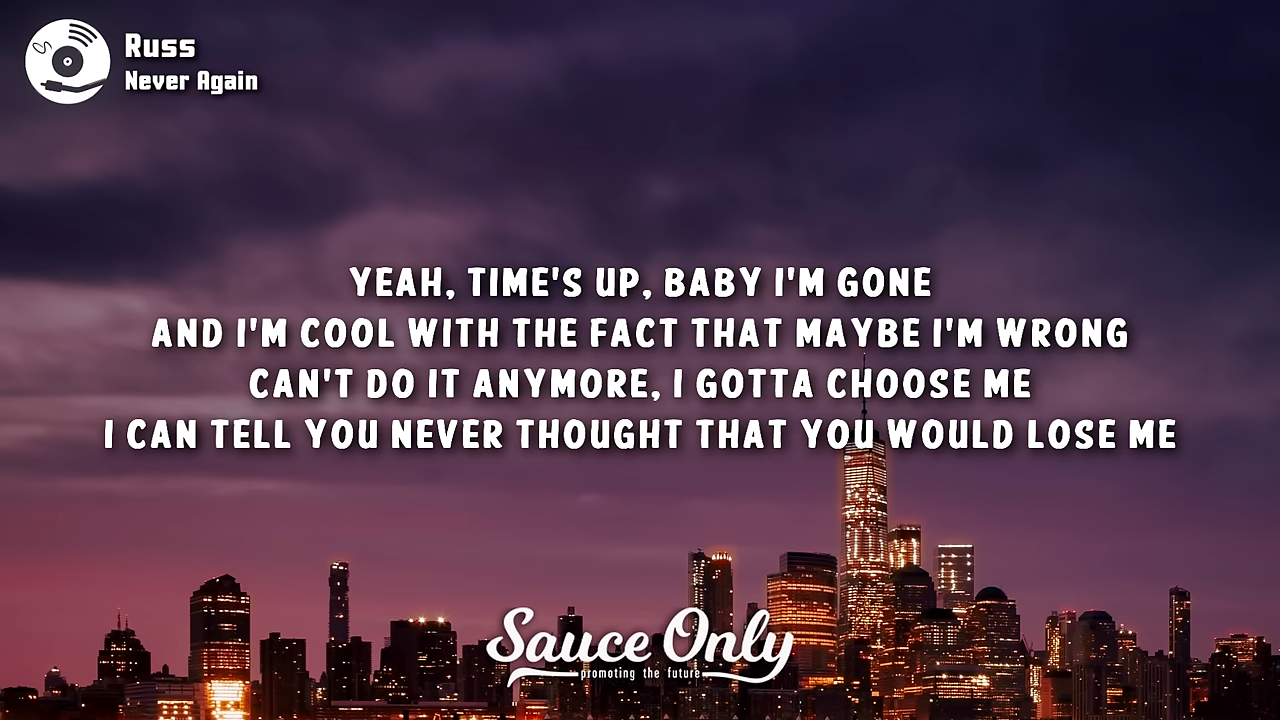 Russ
Never Again
YEAH, TIME'S UP, BABY I'M GONE
AND I'M COOL WITH THE FACT THAT MAYBE I'M WRONG
CAN'T DO IT ANYMORE, I GOTTA CHOOSE ME
I CAN TELL YOU NEVER THOUGHT THAT YOU WOULD LOSE ME
Sauce Only
promoting the future